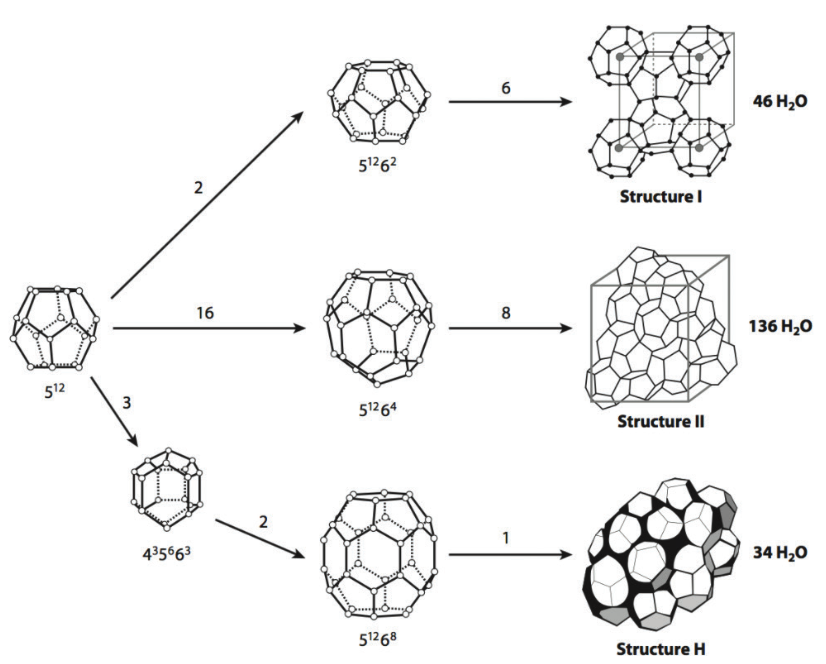 6
46 H₂O
5¹²6²
Structure I
2
16
8
136 H₂O
5¹²
5¹²6⁴
Structure II
3
2
1
34 H₂O
4³5⁶6³
5¹²6⁸
Structure H